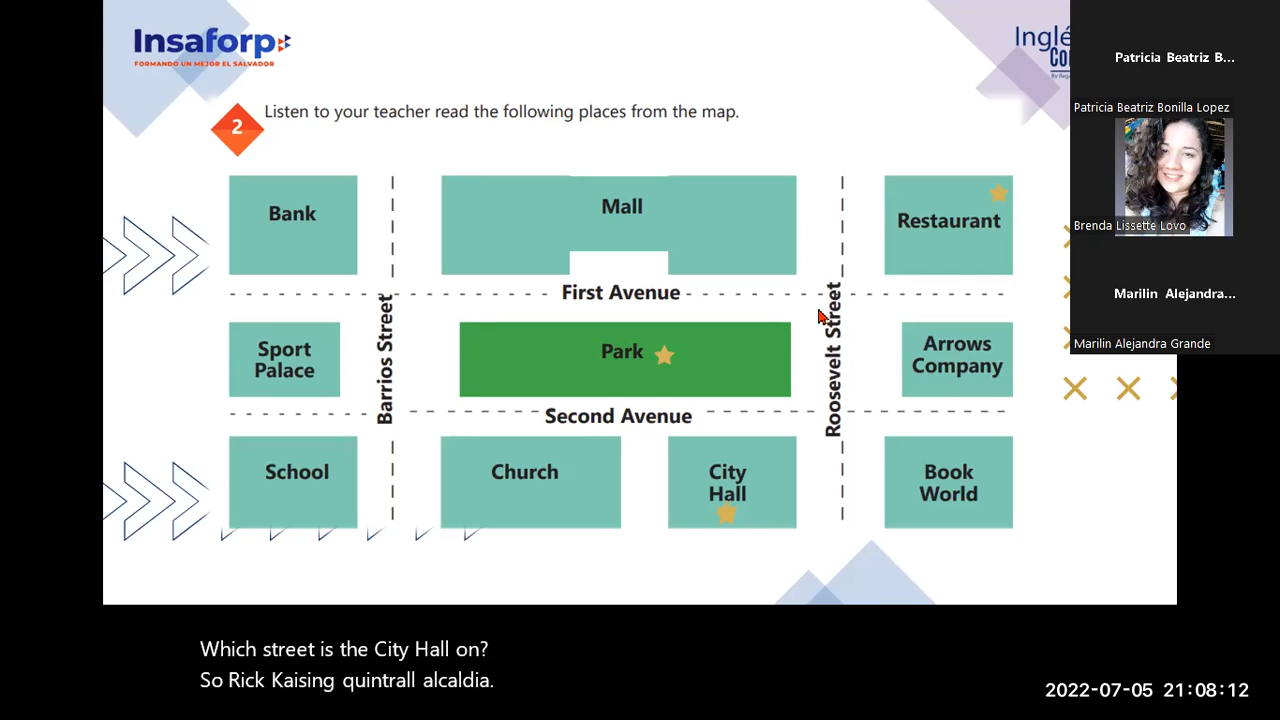 Insaforp
FORMANDO UN MEJOR EL SALVADOR
Inglé
2
Listen to your teacher read the following places from the map.
Bank
Mall
Restaurant
First Avenue
Barrios Street
Roosevelt Street
Sport
Palace
Park
Arrows
Company
Second Avenue
School
Church
City
Hall
Book
World
Patricia Beatriz B...
Patricia Beatriz Bonilla Lopez
Brenda Lissette Lovo
Marilin Alejandra...
Marilin Alejandra Grande
Which street is the City Hall on?
So Rick Kaising quintrall alcaldia.
2022-07-05 21:08:12